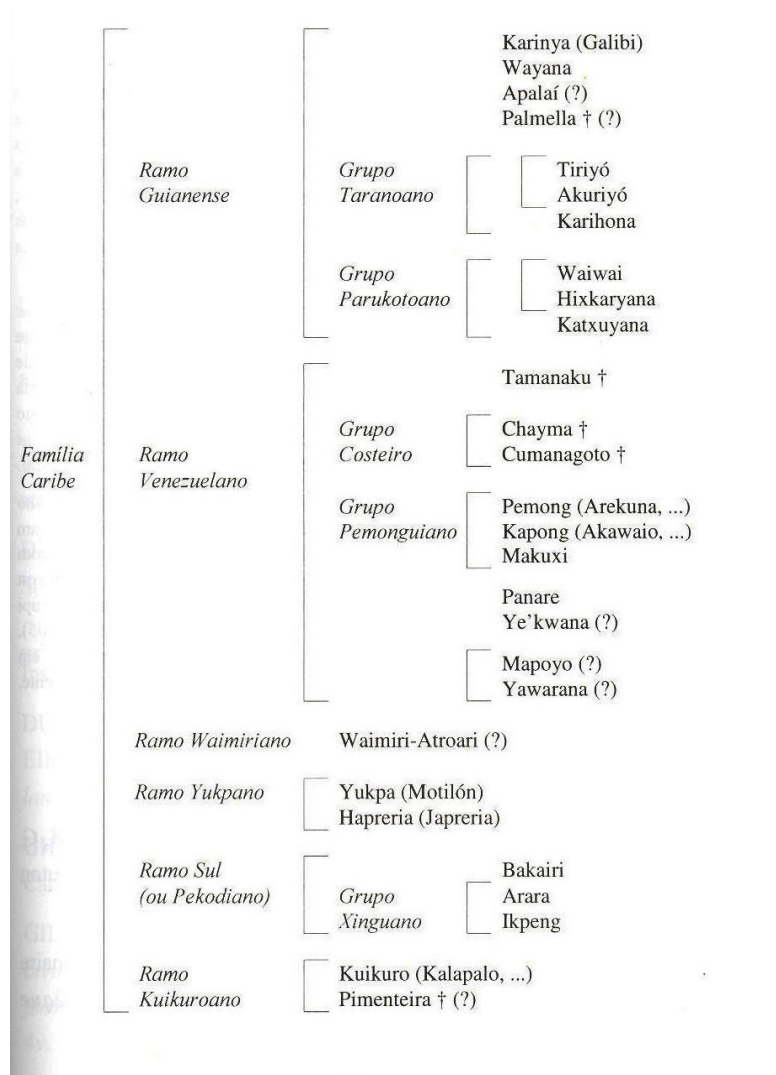 Karinya (Galibi)
Wayana
Apalaí (?)
Palmella † (?)
Ramo
Guianense
Grupo
Taranoano
Tiriyó
Akuriyó
Karihona
Grupo
Parukotoano
Waiwai
Hixkaryana
Katxuyana
Família
Caribe
Ramo
Venezuelano
Tamanaku †
Grupo
Costeiro
Chayma †
Cumanagoto †
Grupo
Pemonguiano
Pemong (Arekuna, ...)
Kapong (Akawaio, ...)
Makuxi
Panare
Ye’kwana (?)
Mapoyo (?)
Yawarana (?)
Ramo Waimiriano
Waimiri-Atroari (?)
Ramo Yukpano
Yukpa (Motilón)
Hapreria (Japreria)
Ramo Sul
(ou Pekodiano)
Bakairi
Grupo
Xinguano
Arara
Ikpeng
Ramo
Kuikuroano
Kuikuro (Kalapalo, ...)
Pimenteira † (?)